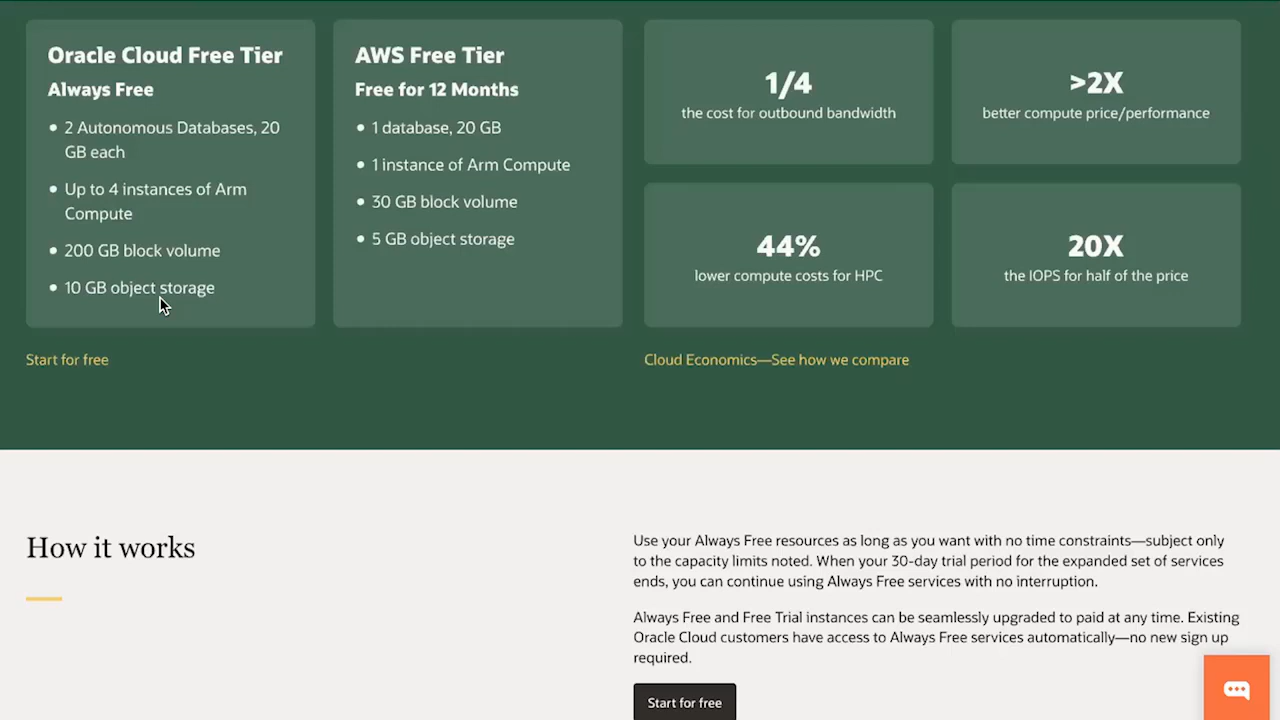 Oracle Cloud Free Tier
Always Free
• 2 Autonomous Databases, 20
GB each
• Up to 4 instances of Arm
Compute
• 200 GB block volume
• 10 GB object storage
AWS Free Tier
Free for 12 Months
• 1 database, 20 GB
• 1 instance of Arm Compute
• 30 GB block volume
• 5 GB object storage
1/4
the cost for outbound bandwidth
>2X
better compute price/performance
44%
lower compute costs for HPC
20X
the IOPS for half of the price
Start for free
Cloud Economics—See how we compare
How it works
Use your Always Free resources as long as you want with no time constraints—subject only
to the capacity limits noted. When your 30-day trial period for the expanded set of services
ends, you can continue using Always Free services with no interruption.
Always Free and Free Trial instances can be seamlessly upgraded to paid at any time. Existing
Oracle Cloud customers have access to Always Free services automatically—no new sign up
required.
Start for free